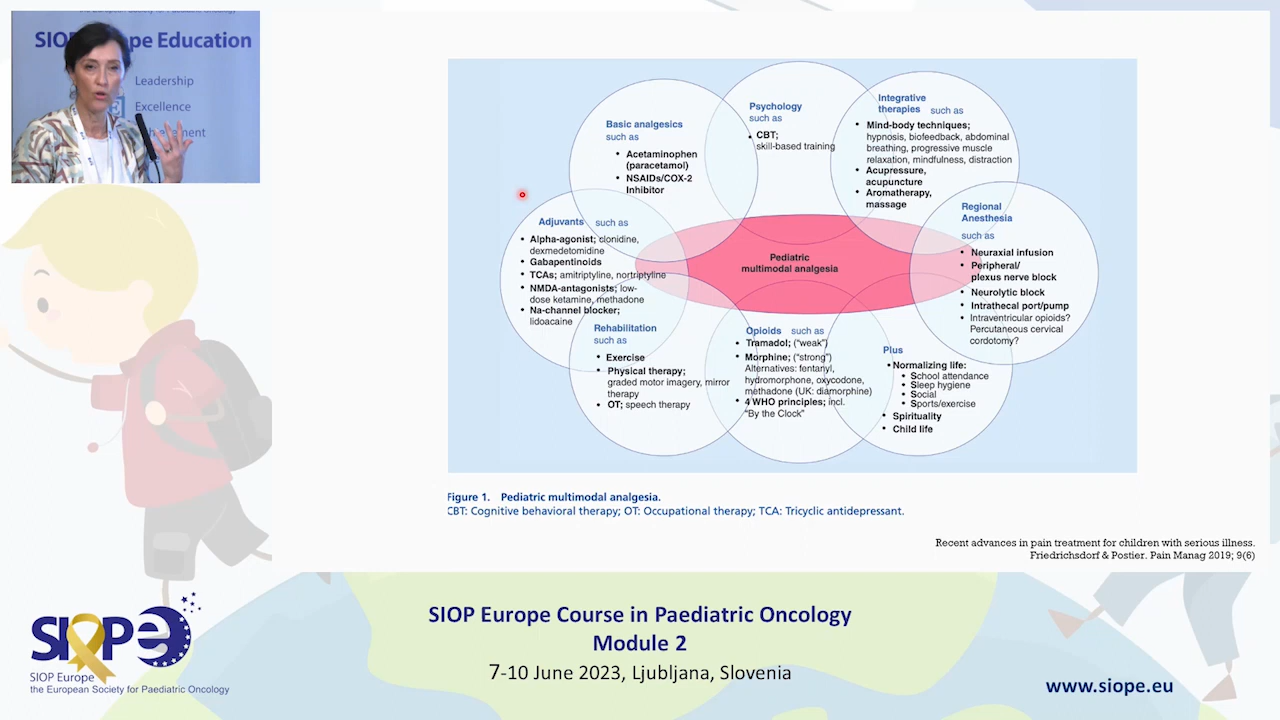 SIOP Europe Education
Leadership
Excellence
Basic analgesics
such as
• Acetaminophen
(paracetamol)
• NSAIDs/COX-2
Inhibitor
Psychology
such as
• CBT;
skill-based training
Integrative
therapies such as
• Mind-body techniques;
hypnosis, biofeedback, abdominal
breathing, progressive muscle
relaxation, mindfulness, distraction
• Acupressure,
acupuncture
• Aromatherapy,
massage
Adjuvants such as
• Alpha-agonist; clonidine,
dexmedetomidine
• Gabapentinoids
• TCAs; amitriptyline, nortriptyline
• NMDA-antagonists; low-
dose ketamine, methadone
• Na-channel blocker;
lidoacaine
Pediatric
multimodal analgesia
Regional
Anesthesia
such as
• Neuraxial infusion
• Peripheral/
plexus nerve block
• Neurolytic block
• Intrathecal port/pump
• Intraventricular opioids?
Percutaneous cervical
cordotomy?
Rehabilitation
such as
• Exercise
• Physical therapy;
graded motor imagery, mirror
therapy
• OT; speech therapy
Opioids such as
• Tramadol; ("weak")
• Morphine; ("strong")
Alternatives: fentanyl,
hydromorphone, oxycodone,
methadone (UK: diamorphine)
• 4 WHO principles; incl.
"By the Clock"
Plus
• Normalizing life:
• School attendance
• Sleep hygiene
• Social
• Sports/exercise
• Spirituality
• Child life
Figure 1. Pediatric multimodal analgesia.
CBT: Cognitive behavioral therapy; OT: Occupational therapy; TCA: Tricyclic antidepressant.
Recent advances in pain treatment for children with serious illness.
Friedrichsdorf & Postier. Pain Manag 2019; 9(6)
SIOP Europe Course in Paediatric Oncology
Module 2
7-10 June 2023, Ljubljana, Slovenia
SIOP e
SIOP Europe
the European Society for Paediatric Oncology
www.siope.eu